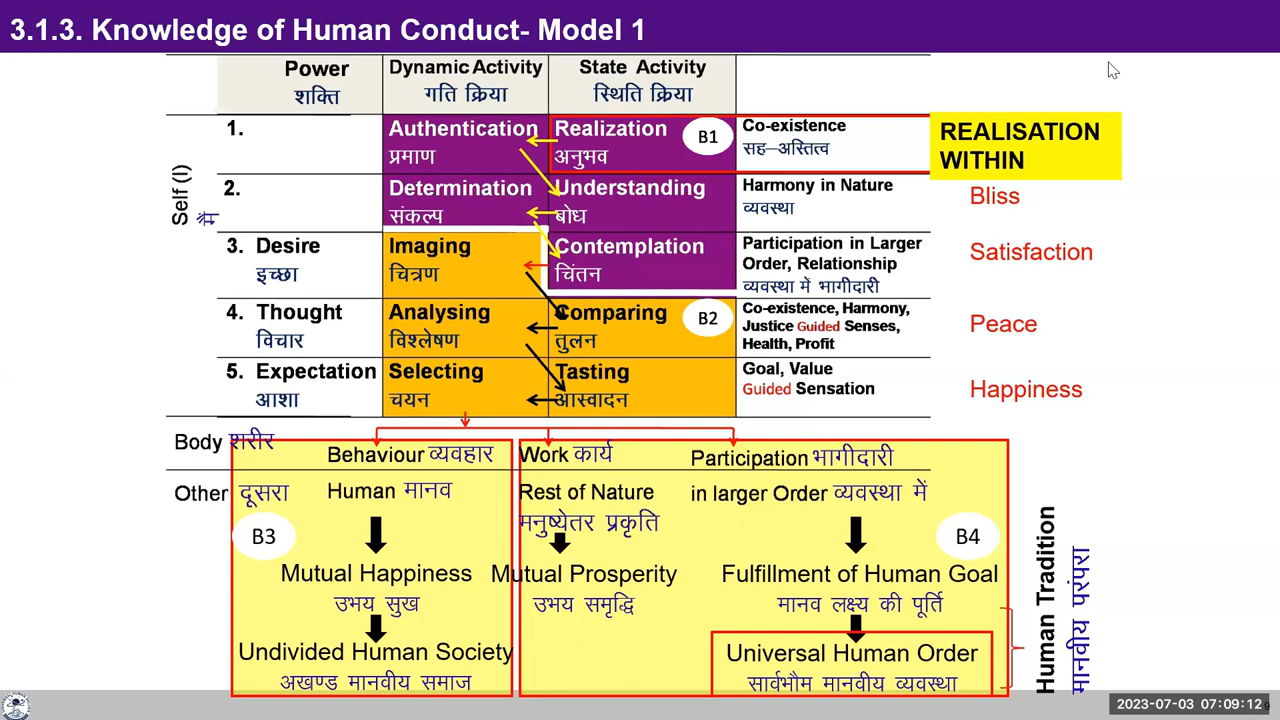 3.1.3. Knowledge of Human Conduct- Model 1
Power
शक्ति
Dynamic Activity
गति क्रिया
State Activity
स्थिति क्रिया
Self (I)
मैं
1.
Authentication
प्रमाण
Realization
अनुभव
B1
Co-existence
सह–अस्तित्व
REALISATION
WITHIN
2.
Determination
संकल्प
Understanding
बोध
Harmony in Nature
व्यवस्था
Bliss
3. Desire
इच्छा
Imaging
चित्रण
Contemplation
चिंतन
Participation in Larger
Order, Relationship
व्यवस्था में भागीदारी
Satisfaction
4. Thought
विचार
Analysing
विश्लेषण
Comparing
तुलन
B2
Co-existence, Harmony,
Justice Guided Senses,
Health, Profit
Peace
5. Expectation
आशा
Selecting
चयन
Tasting
आस्वादन
Goal, Value
Guided Sensation
Happiness
Body शरीर
Behaviour व्यवहार
Work कार्य
Participation भागीदारी
Other दूसरा
Human मानव
Rest of Nature
मनुष्येतर प्रकृति
in larger Order व्यवस्था में
B3
B4
Mutual Happiness
उभय सुख
Mutual Prosperity
उभय समृद्धि
Fulfillment of Human Goal
मानव लक्ष्य की पूर्ति
Undivided Human Society
अखण्ड मानवीय समाज
Universal Human Order
सार्वभौम मानवीय व्यवस्था
Human Tradition
मानवीय परंपरा
2023-07-03 07:09:12
9